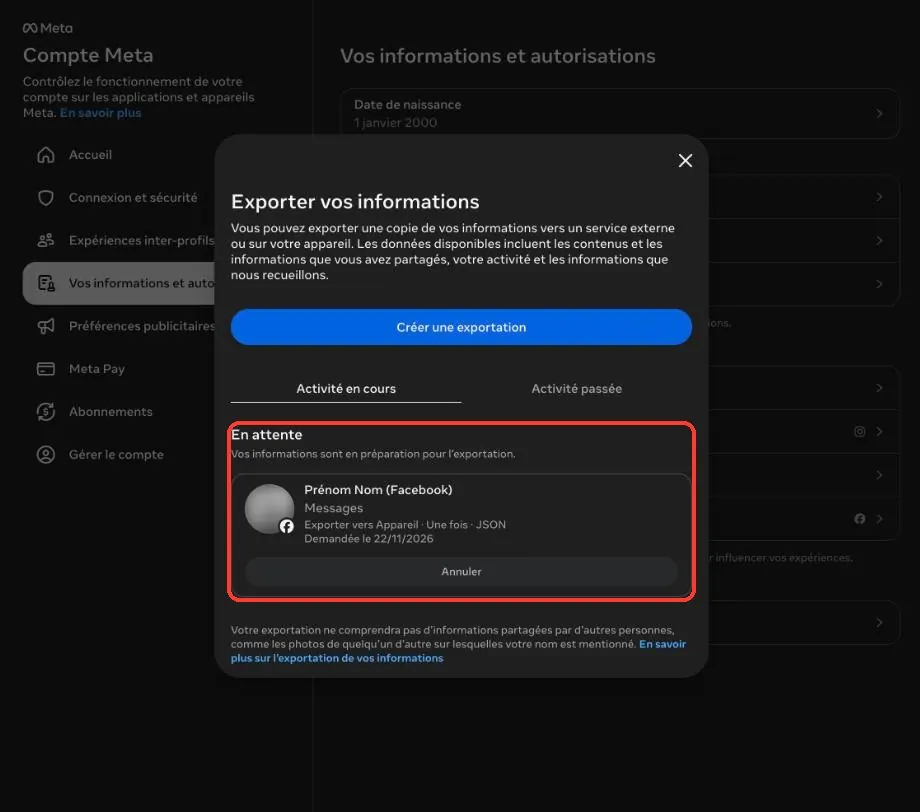 Meta
Compte Meta
Contrôlez le fonctionnement de votre
compte sur les applications et appareils
Meta. En savoir plus
Accueil
Connexion et sécurité
Expériences inter-profils
Vos informations et auto
Préférences publicitaires
Meta Pay
Abonnements
Gérer le compte
Vos informations et autorisations
Date de naissance
1 janvier 2000
Exporter vos informations
Vous pouvez exporter une copie de vos informations vers un service externe
ou sur votre appareil. Les données disponibles incluent les contenus et les
informations que vous avez partagés, votre activité et les informations que
nous recueillons.
Créer une exportation
Activité en cours
Activité passée
En attente
Vos informations sont en préparation pour l'exportation.
Prénom Nom (Facebook)
Messages
Exporter vers Appareil · Une fois · JSON
Demandée le 22/11/2026
Annuler
Votre exportation ne comprendra pas d'informations partagées par d'autres personnes,
comme les photos de quelqu'un d'autre sur lesquelles votre nom est mentionné. En savoir
plus sur l'exportation de vos informations
ions.
r influencer vos expériences.